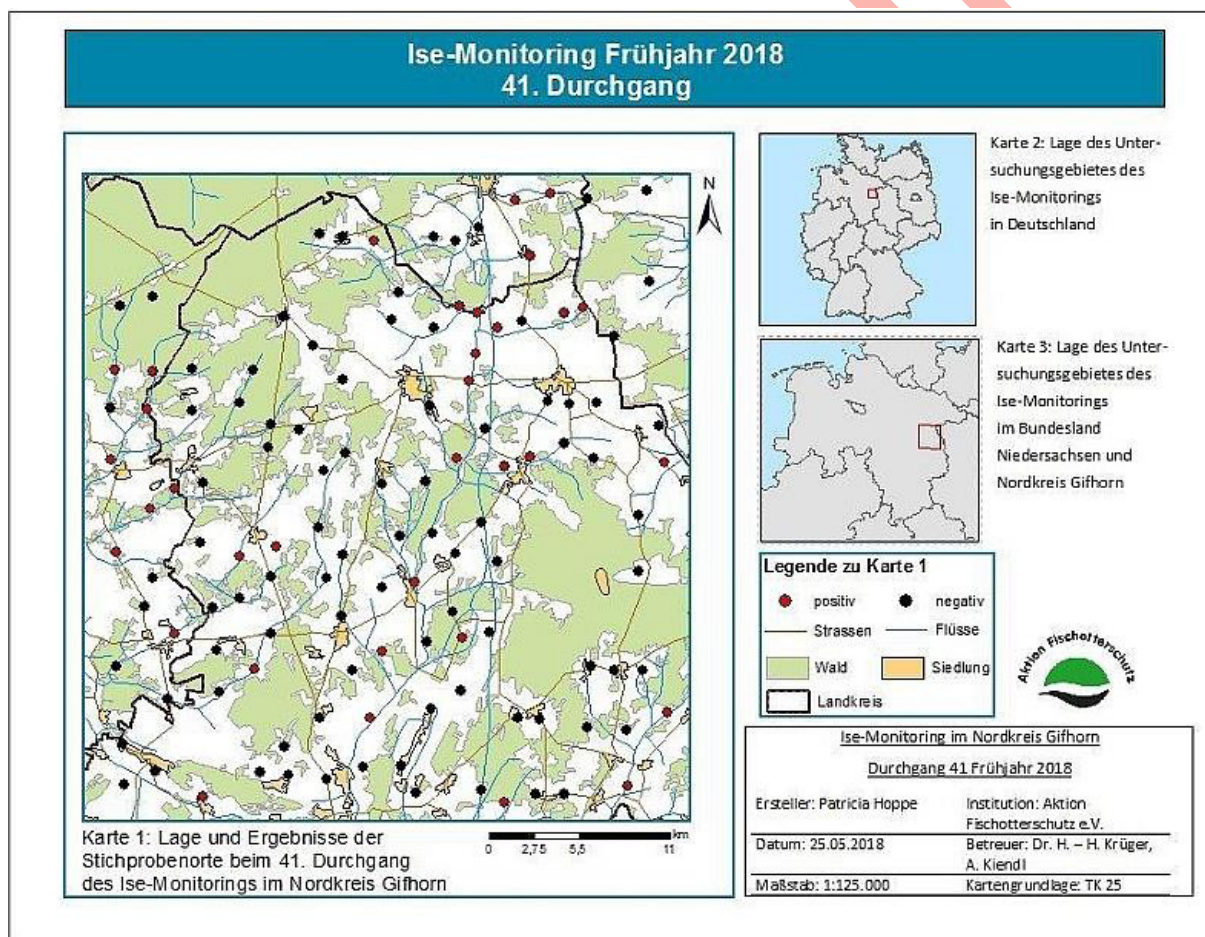 Ise-Monitoring Frühjahr 2018
41. Durchgang
N
Karte 1: Lage und Ergebnisse der
Stichprobenorte beim 41. Durchgang
des Ise-Monitorings im Nordkreis Gifhorn
km
0 2,75 5,5 11
Karte 2: Lage des Unter-
suchungsgebietes des
Ise-Monitorings
in Deutschland
Karte 3: Lage des Unter-
suchungsgebietes des
Ise-Monitorings
im Bundesland
Niedersachsen und
Nordkreis Gifhorn
Legende zu Karte 1
positiv negativ
Strassen Flüsse
Wald Siedlung
Landkreis
Aktion Fischotterschutz
Ise-Monitoring im Nordkreis Gifhorn
Durchgang 41 Frühjahr 2018
Ersteller: Patricia Hoppe Institution: Aktion
Fischotterschutz e.V.
Datum: 25.05.2018 Betreuer: Dr. H. – H. Krüger,
A. Kiendl
Maßstab: 1:125.000 Kartengrundlage: TK 25